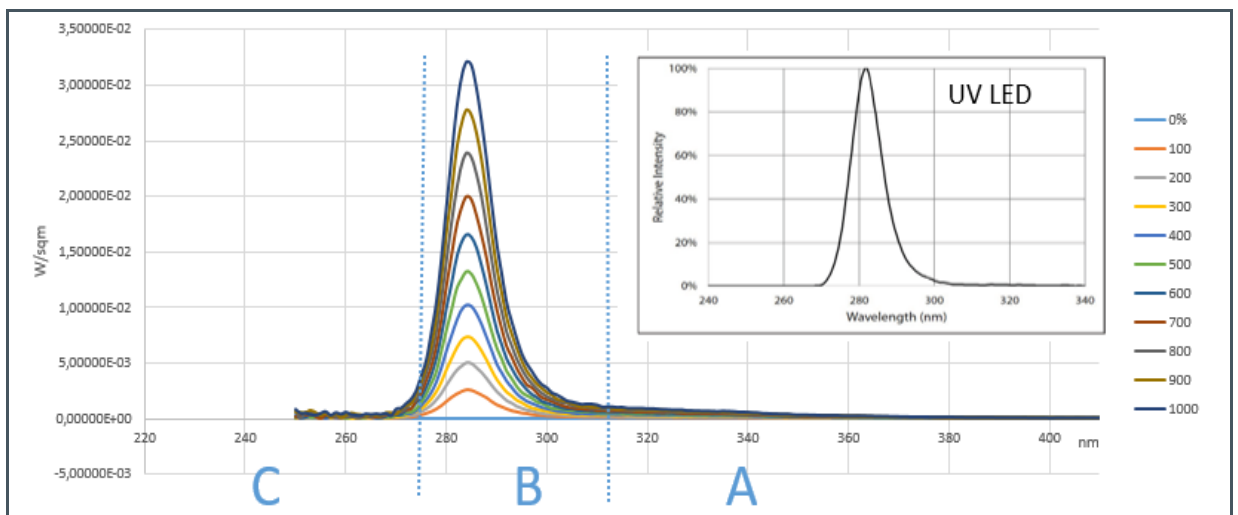 3,50000E-02
3,00000E-02
2,50000E-02
2,00000E-02
1,50000E-02
1,00000E-02
5,00000E-03
0,00000E+00
-5,00000E-03
W/sqm
220 240 260 280 300 320 340 360 380 400 nm
C B A
UV LED
100%
80%
60%
40%
20%
0%
Relative Intensity
240 260 280 300 320 340
Wavelength (nm)
0%
100
200
300
400
500
600
700
800
900
1000